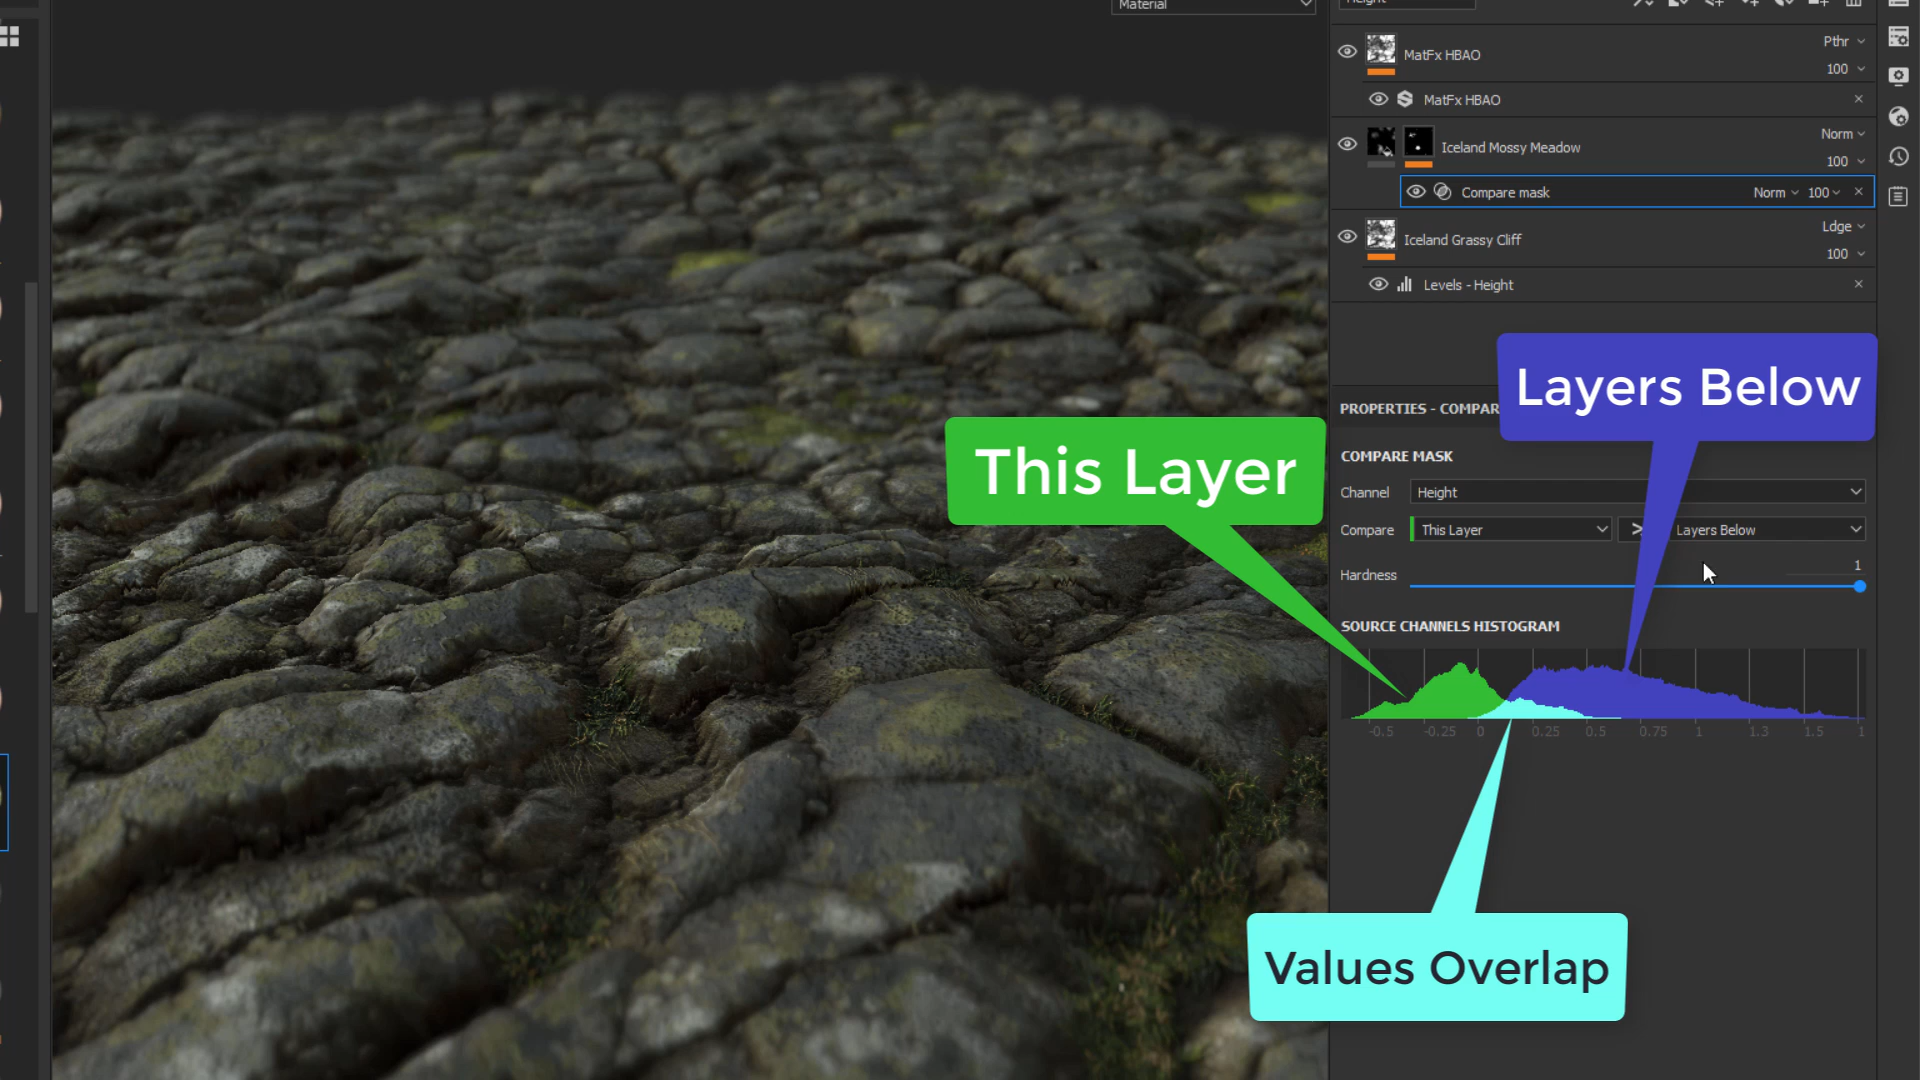 Material
Height
MatFx HBAO
Pthr
100
MatFx HBAO
Iceland Mossy Meadow
Norm
100
Compare mask
Norm
100
Iceland Grassy Cliff
Ldge
100
Levels - Height
Layers Below
PROPERTIES - COMPAR
This Layer
COMPARE MASK
Channel
Height
Compare
This Layer
Layers Below
Hardness
1
SOURCE CHANNELS HISTOGRAM
-0.5 -0.25 0 0.25 0.5 0.75 1 1.3 1.5 1
Values Overlap